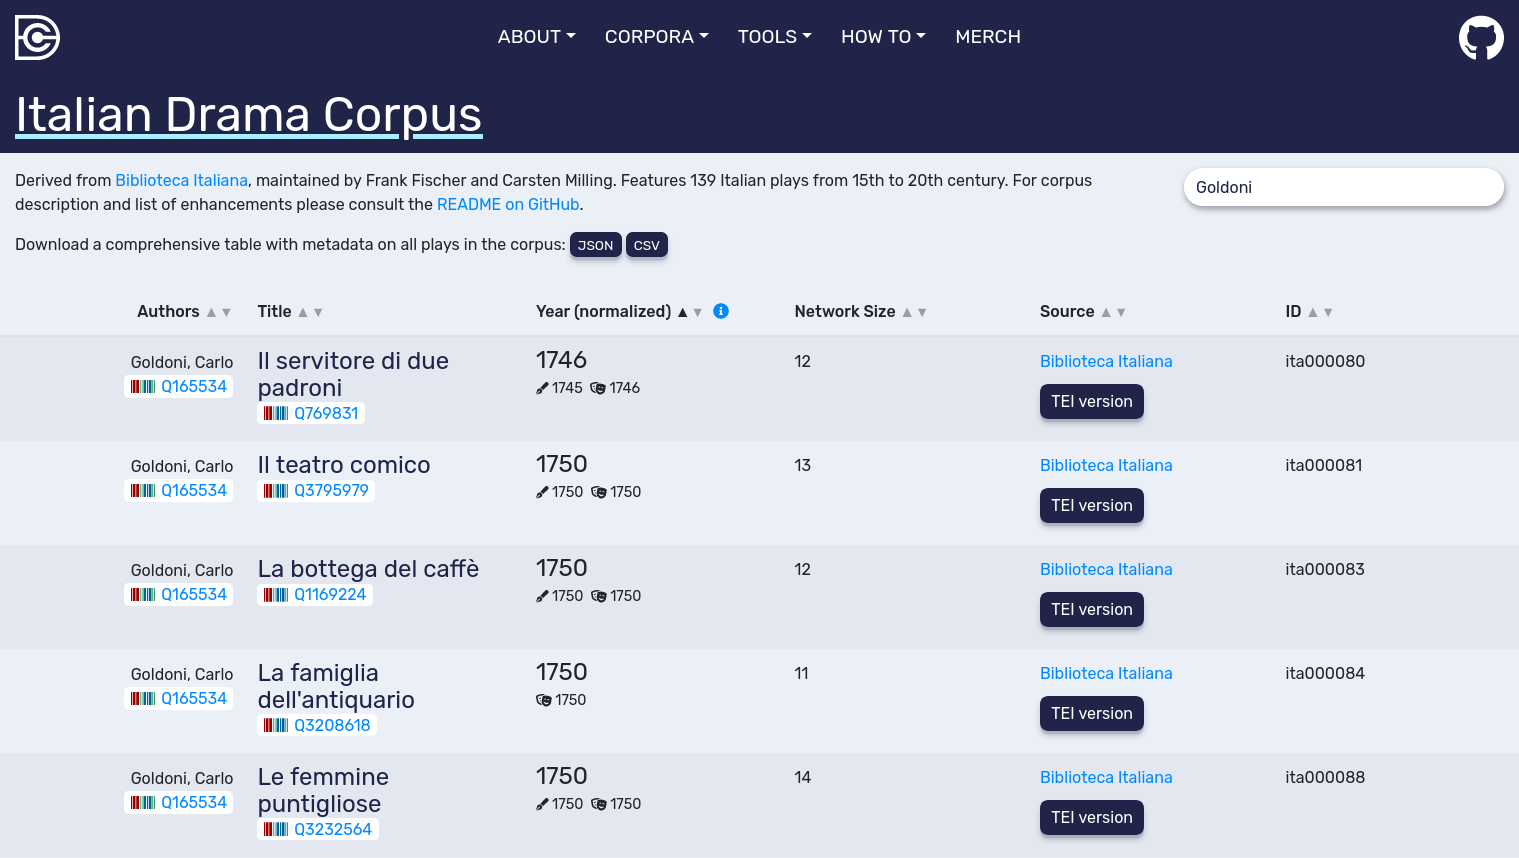 ABOUT CORPORA TOOLS HOW TO MERCH
Italian Drama Corpus
Derived from Biblioteca Italiana, maintained by Frank Fischer and Carsten Milling. Features 139 Italian plays from 15th to 20th century. For corpus
description and list of enhancements please consult the README on GitHub.
Goldoni
Download a comprehensive table with metadata on all plays in the corpus: JSON CSV
Authors ▲▼ Title ▲▼ Year (normalized) ▲▼ Network Size ▲▼ Source ▲▼ ID ▲▼
Goldoni, Carlo
Q165534
Il servitore di due
padroni
Q769831
1746
1745 1746
12
Biblioteca Italiana
TEI version
ita000080
Goldoni, Carlo
Q165534
Il teatro comico
Q3795979
1750
1750 1750
13
Biblioteca Italiana
TEI version
ita000081
Goldoni, Carlo
Q165534
La bottega del caffè
Q1169224
1750
1750 1750
12
Biblioteca Italiana
TEI version
ita000083
Goldoni, Carlo
Q165534
La famiglia
dell'antiquario
Q3208618
1750
1750
11
Biblioteca Italiana
TEI version
ita000084
Goldoni, Carlo
Q165534
Le femmine
puntigliose
Q3232564
1750
1750 1750
14
Biblioteca Italiana
TEI version
ita000088